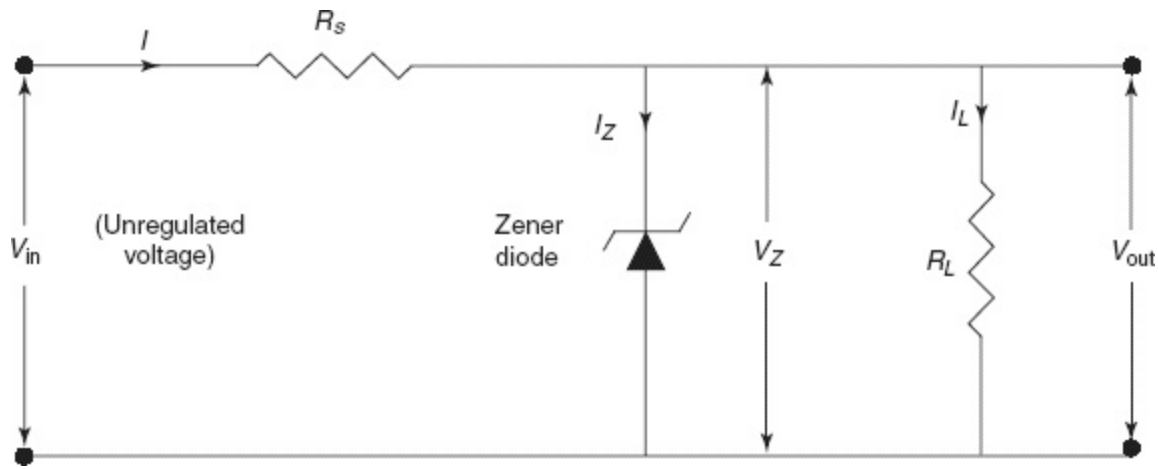 I
Rs
IZ
IL
(Unregulated
voltage)
Zener
diode
Vin
VZ
RL
Vout